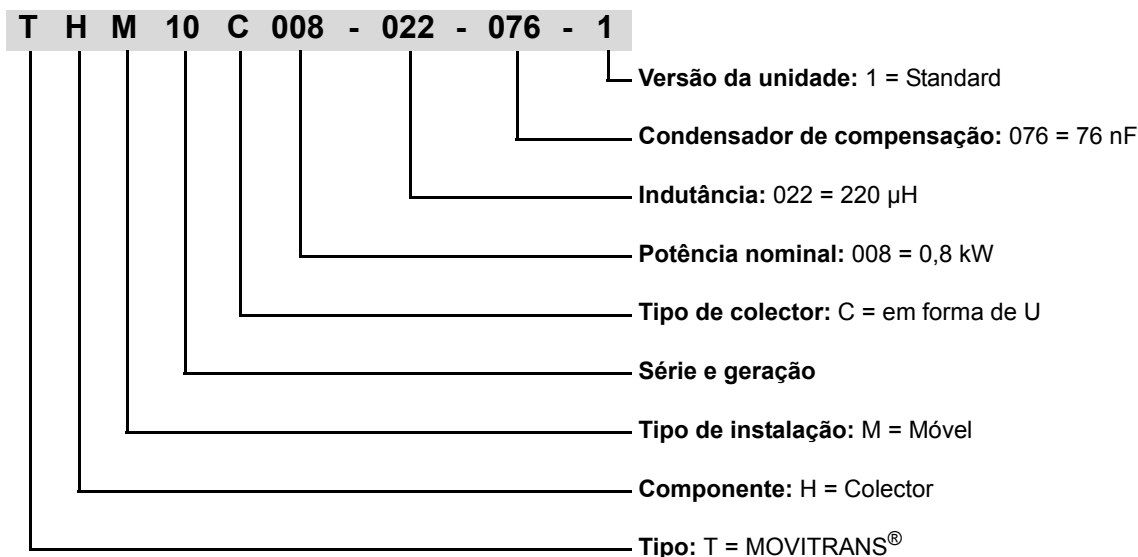 T H M 10 C 008 - 022 - 076 - 1
Versão da unidade: 1 = Standard
Condensador de compensação: 076 = 76 nF
Indutância: 022 = 220 µH
Potência nominal: 008 = 0,8 kW
Tipo de colector: C = em forma de U
Série e geração
Tipo de instalação: M = Móvel
Componente: H = Colector
Tipo: T = MOVITRANS®